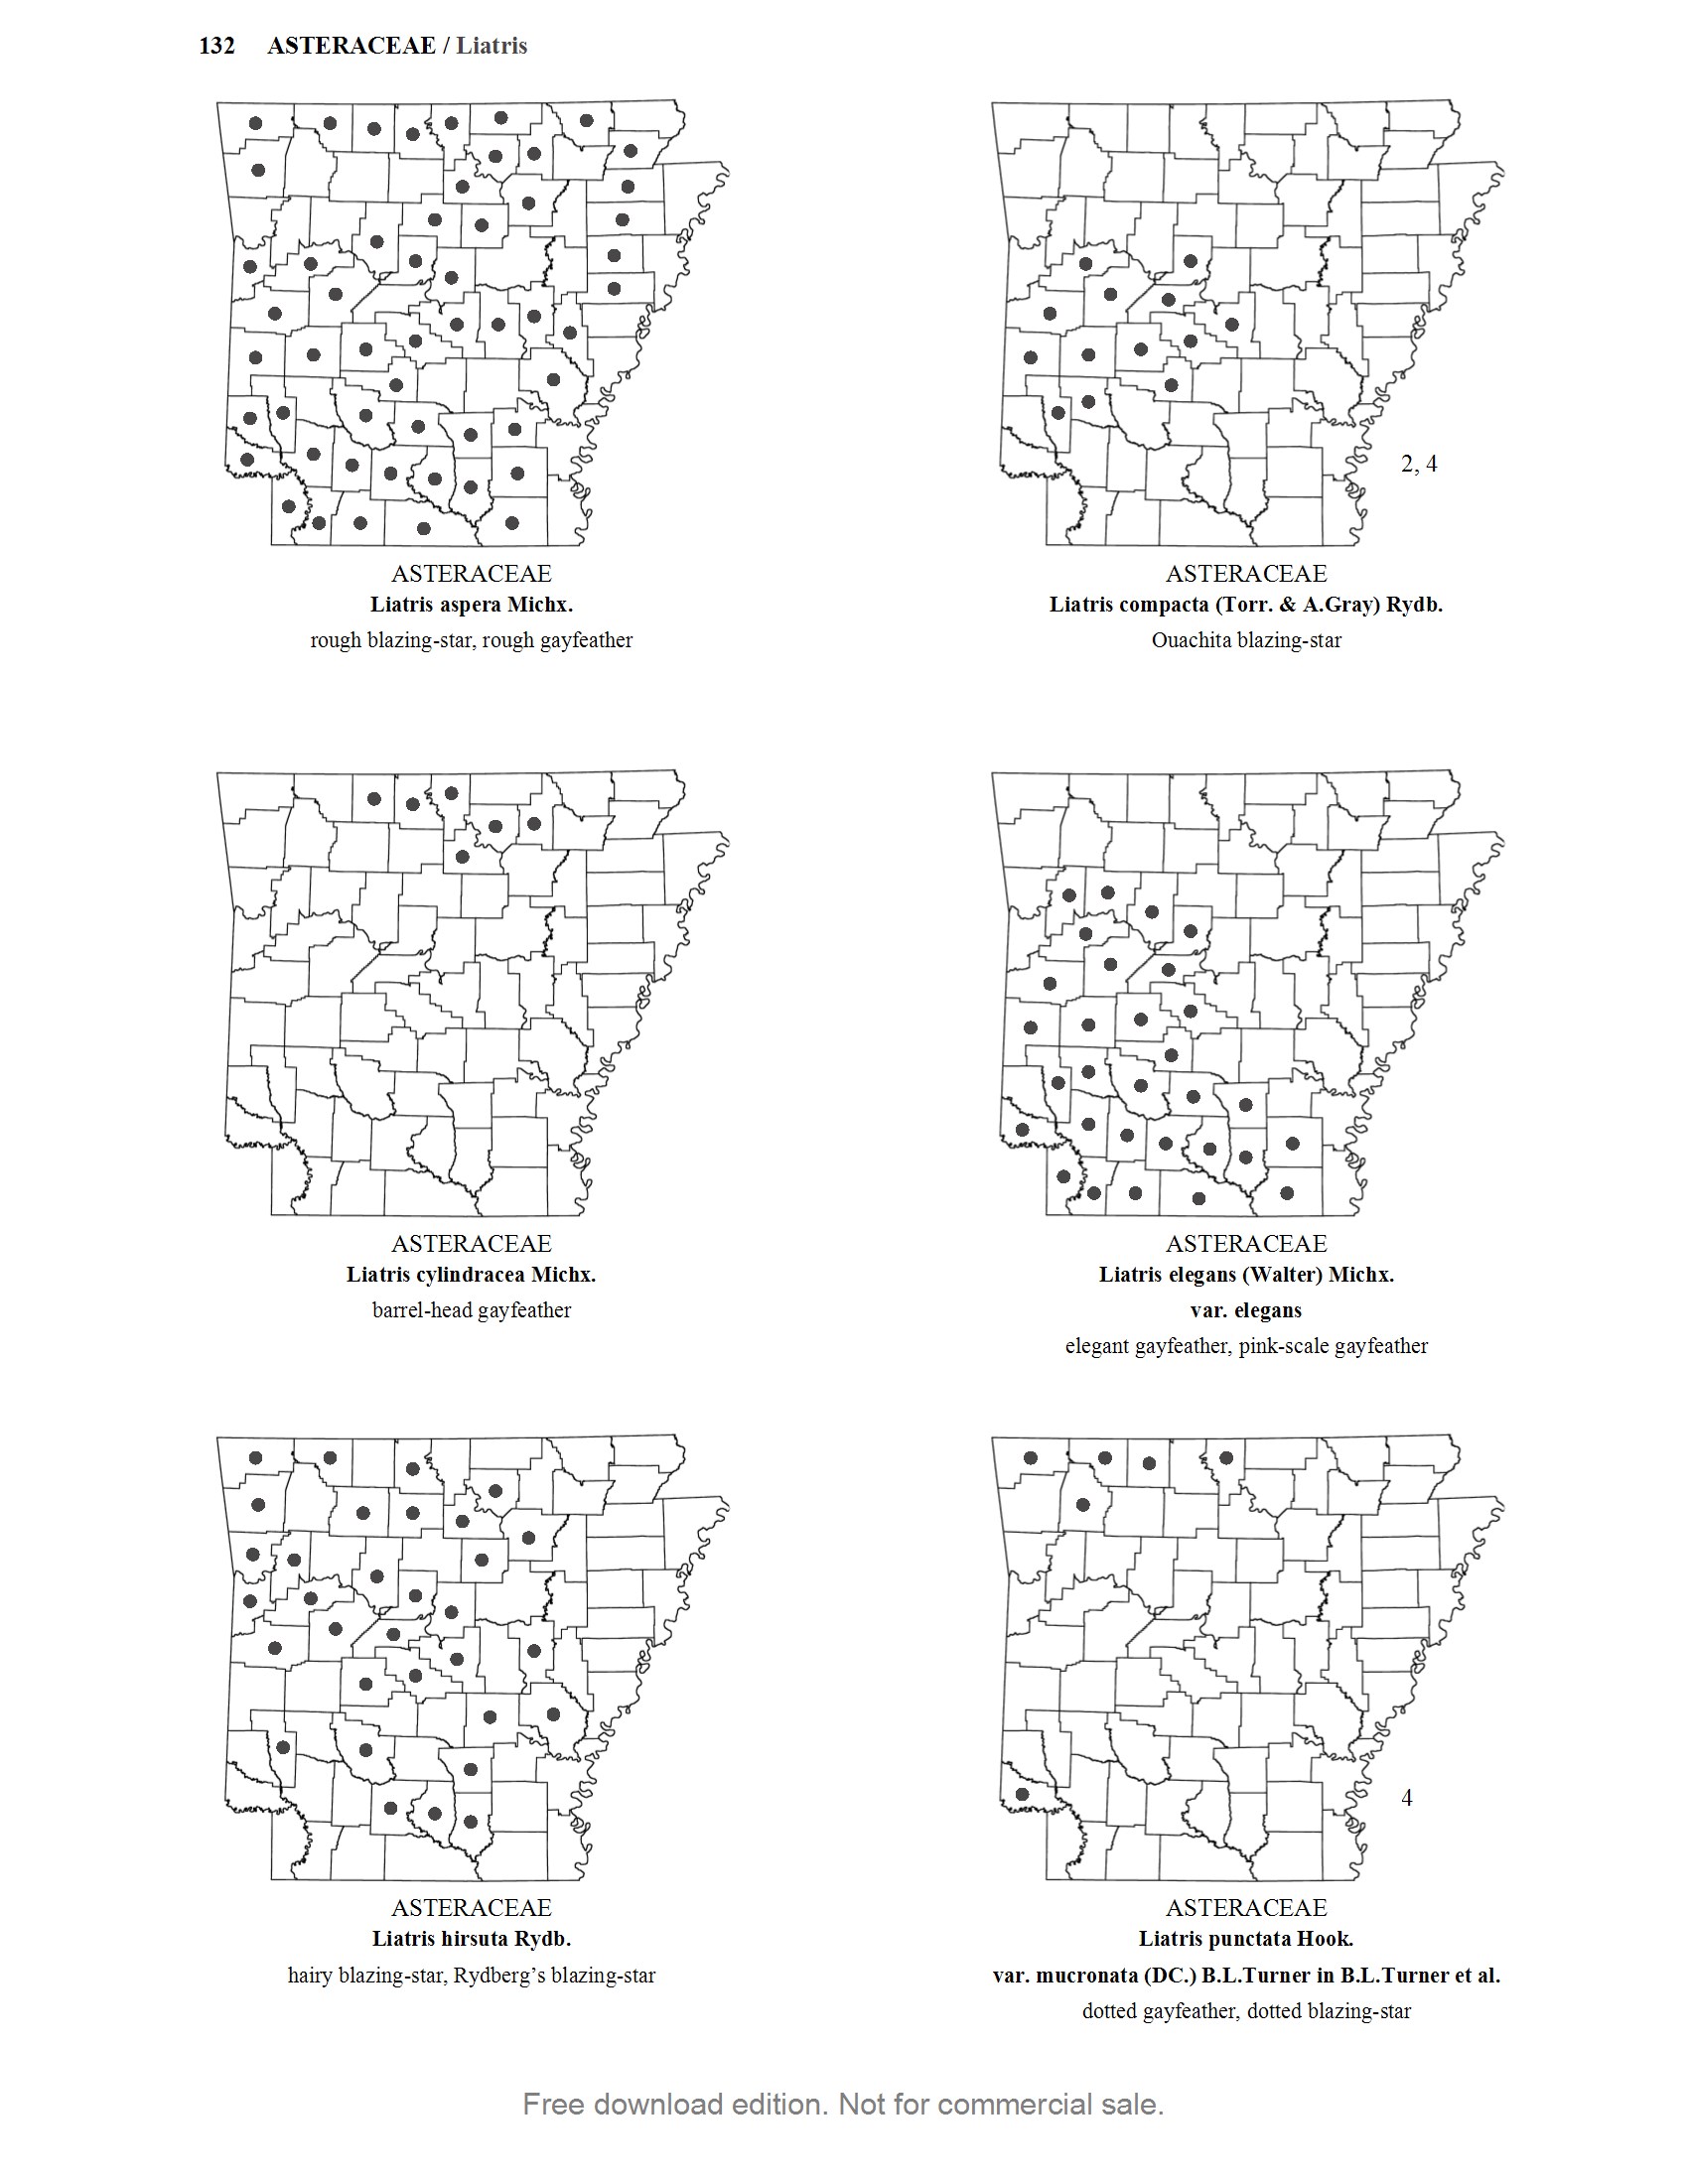 132 ASTERACEAE / Liatris
ASTERACEAE
Liatris aspera Michx.
rough blazing-star, rough gayfeather
2, 4
ASTERACEAE
Liatris compacta (Torr. & A.Gray) Rydb.
Ouachita blazing-star
ASTERACEAE
Liatris cylindracea Michx.
barrel-head gayfeather
ASTERACEAE
Liatris elegans (Walter) Michx.
var. elegans
elegant gayfeather, pink-scale gayfeather
ASTERACEAE
Liatris hirsuta Rydb.
hairy blazing-star, Rydberg’s blazing-star
4
ASTERACEAE
Liatris punctata Hook.
var. mucronata (DC.) B.L.Turner in B.L.Turner et al.
dotted gayfeather, dotted blazing-star
Free download edition. Not for commercial sale.